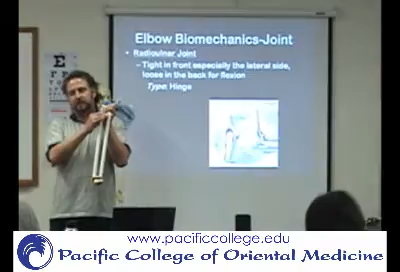 Elbow Biomechanics-Joint
• Radioulnar Joint
–Tight in front especially the lateral side,
loose in the back for flexion
Type: Hinge
www.pacificcollege.edu
Pacific College of Oriental Medicine